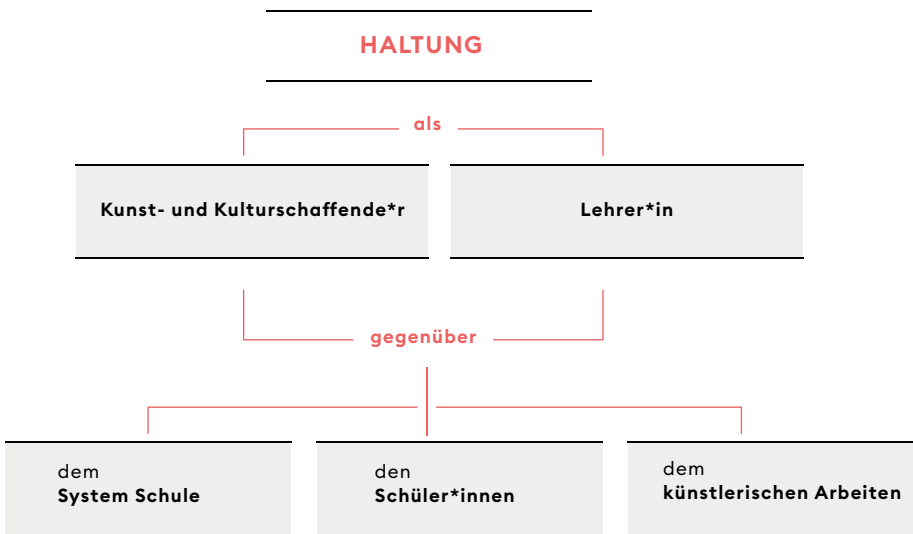 HALTUNG
als
Kunst- und Kulturschaffende*r
Lehrer*in
gegenüber
dem
System Schule
den
Schüler*innen
dem
künstlerischen Arbeiten